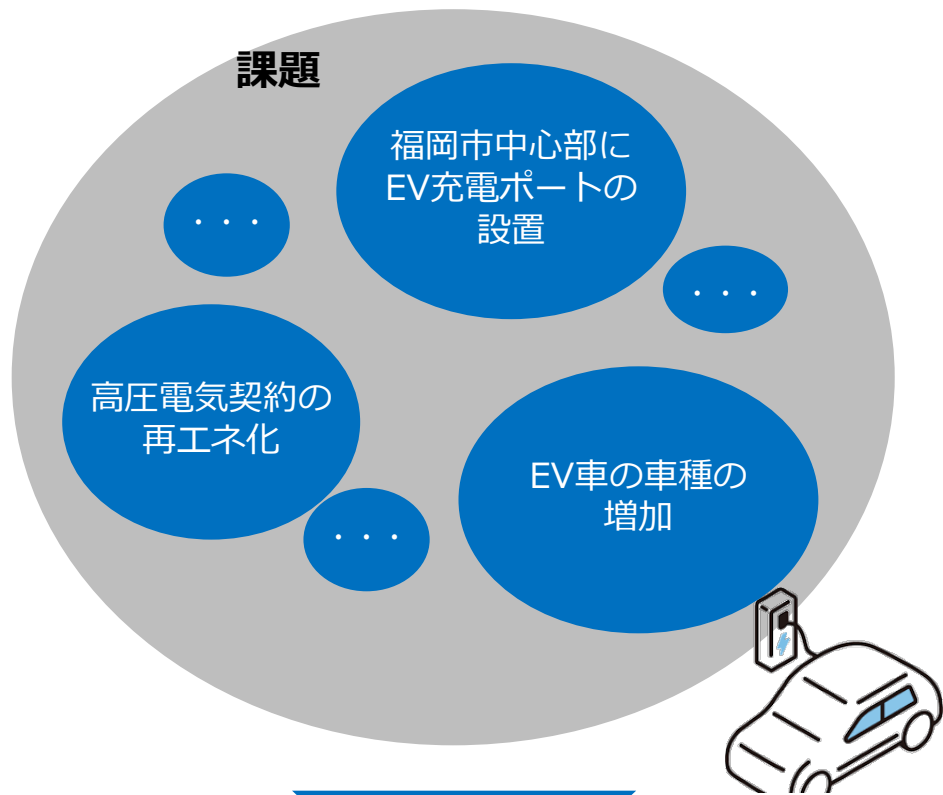 課題
福岡市中心部に
EV充電ポートの
設置
・・・
・・・
高圧電気契約の
再エネ化
EV車の車種の
増加
・・・